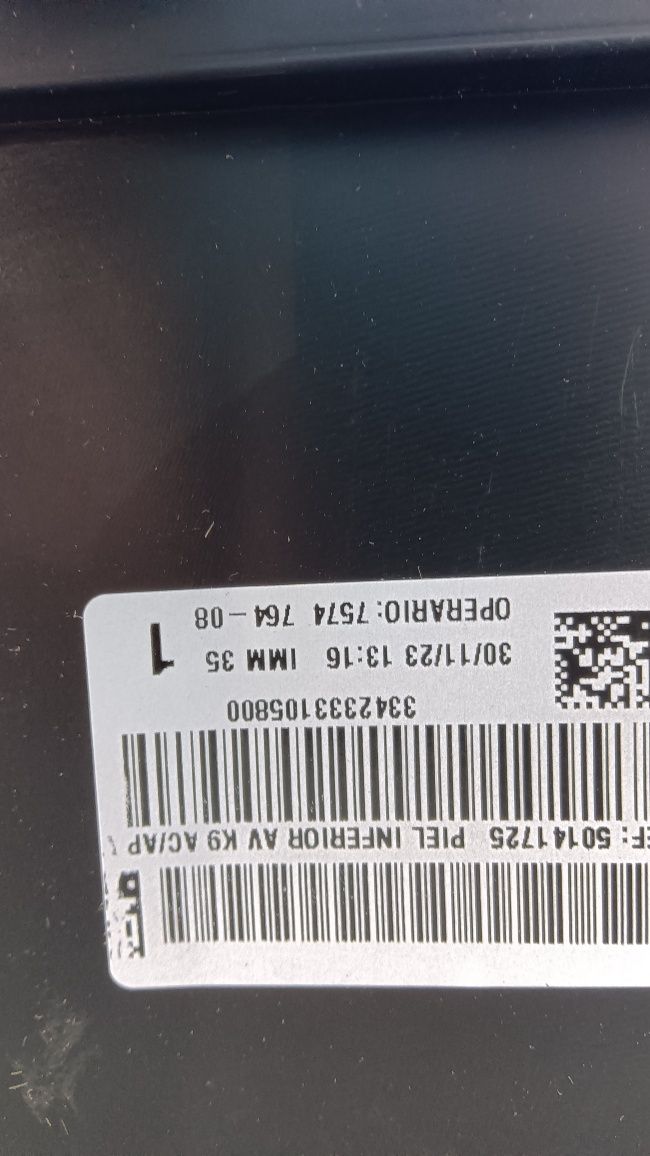 EF: 50141725 PIEL INFERIOR AV K9 AC/AP
3342333105800
30/11/23 13:16 IMM 35 1
OPERARIO: 7574 764-08